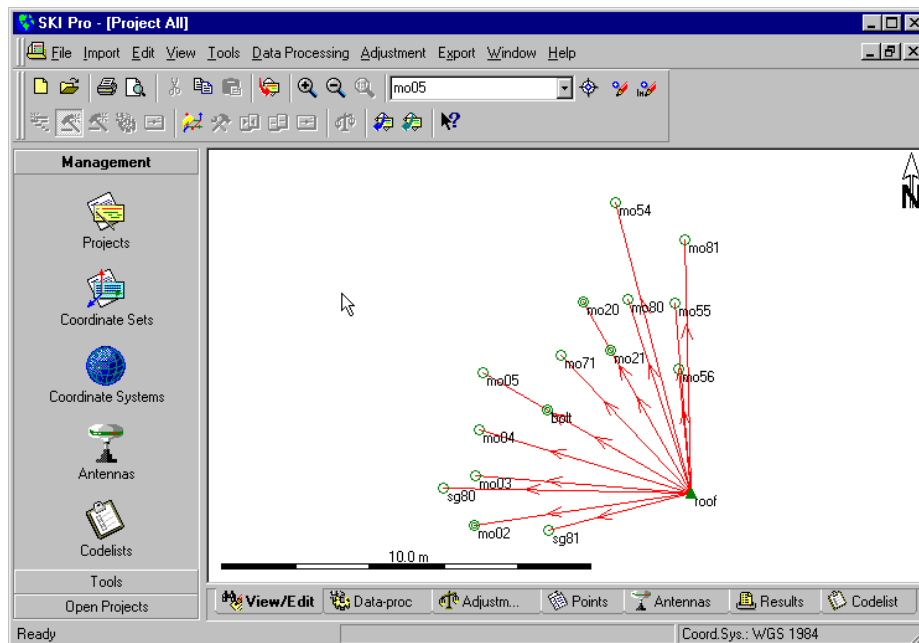 SKI Pro - [Project All]
File Import Edit View Tools Data Processing Adjustment Export Window Help
mo05
Management
Projects
Coordinate Sets
Coordinate Systems
Antennas
Codelists
Tools
Open Projects
N
mo54
mo81
mo20
mo80
mo55
mo71
mo21
mo56
mo05
bolt
mo04
mo03
sg80
roof
mo02
sg81
10.0 m
View/Edit Data-proc Adjustm... Points Antennas Results Codelist
Ready Coord.Sys.: WGS 1984